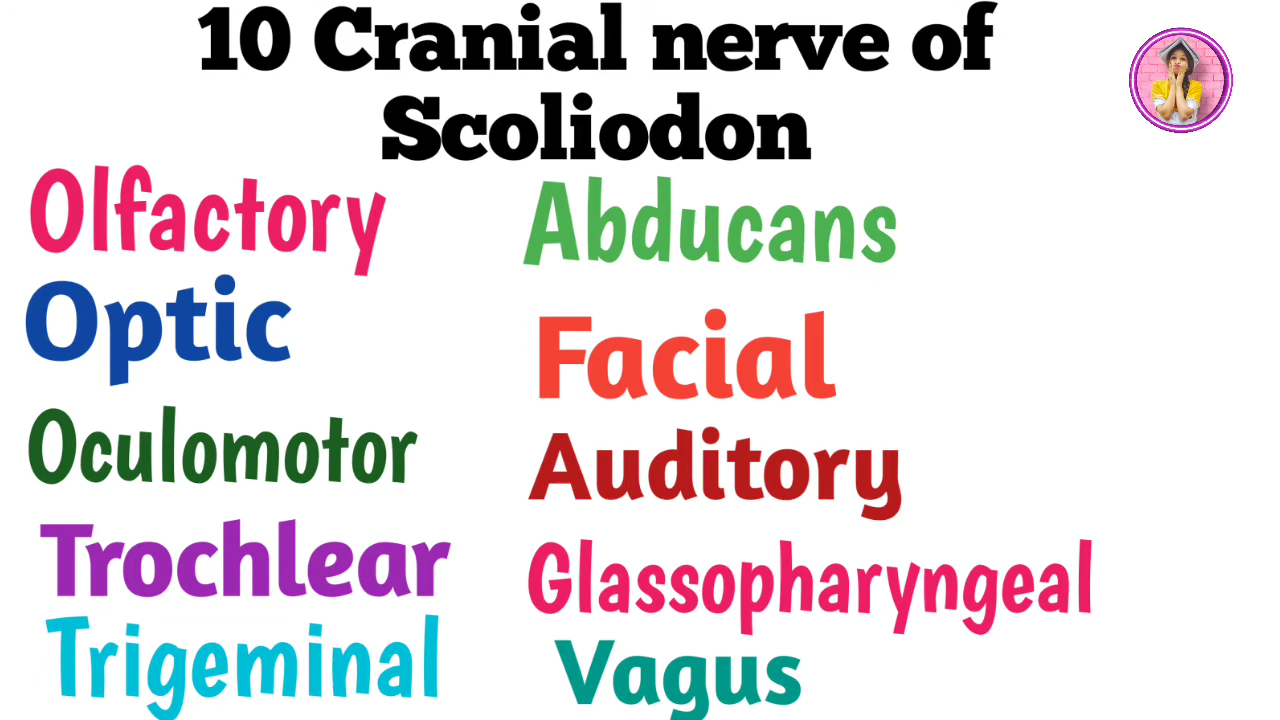 10 Cranial nerve of
Scoliodon
Olfactory
Optic
Oculomotor
Trochlear
Trigeminal
Abducans
Facial
Auditory
Glassopharyngeal
Vagus